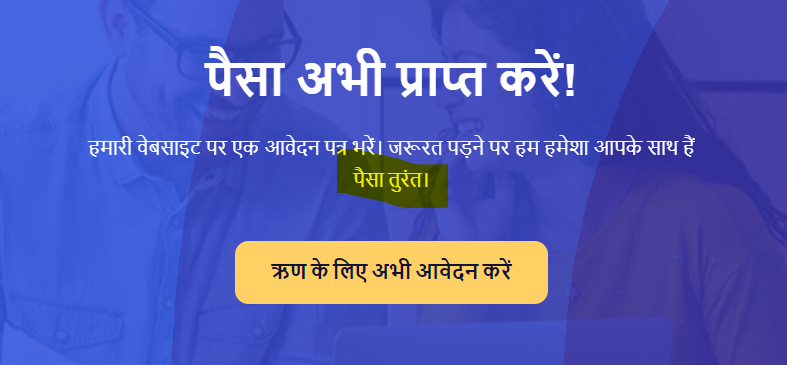 पैसा अभी प्राप्त करें!
हमारी वेबसाइट पर एक आवेदन पत्र भरें। जरूरत पड़ने पर हम हमेशा आपके साथ हैं
पैसा तुरंत।
ऋण के लिए अभी आवेदन करें